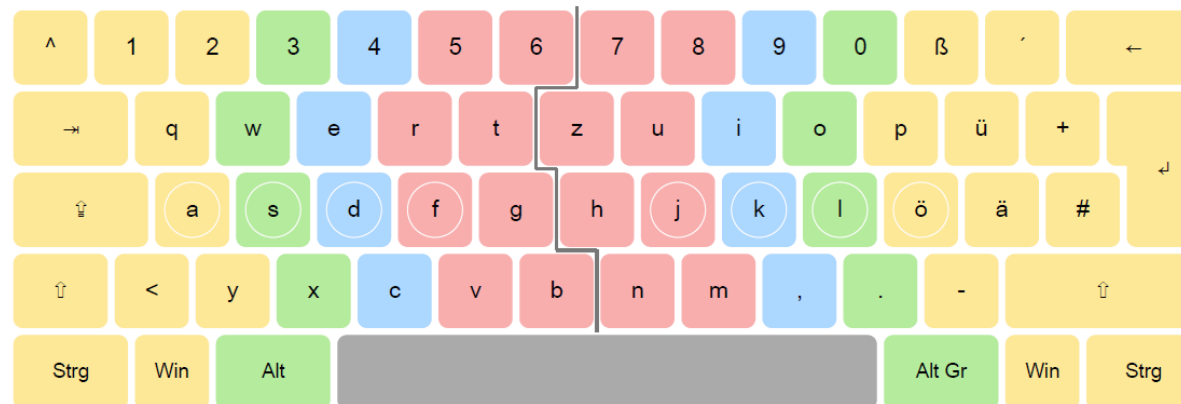 ^ 1 2 3 4 5 6 7 8 9 0 ß ´ ←
⇥ q w e r t z u i o p ü + ↲
⇪ a s d f g h j k l ö ä #
⇧ < y x c v b n m , . - ⇧
Strg Win Alt Alt Gr Win Strg